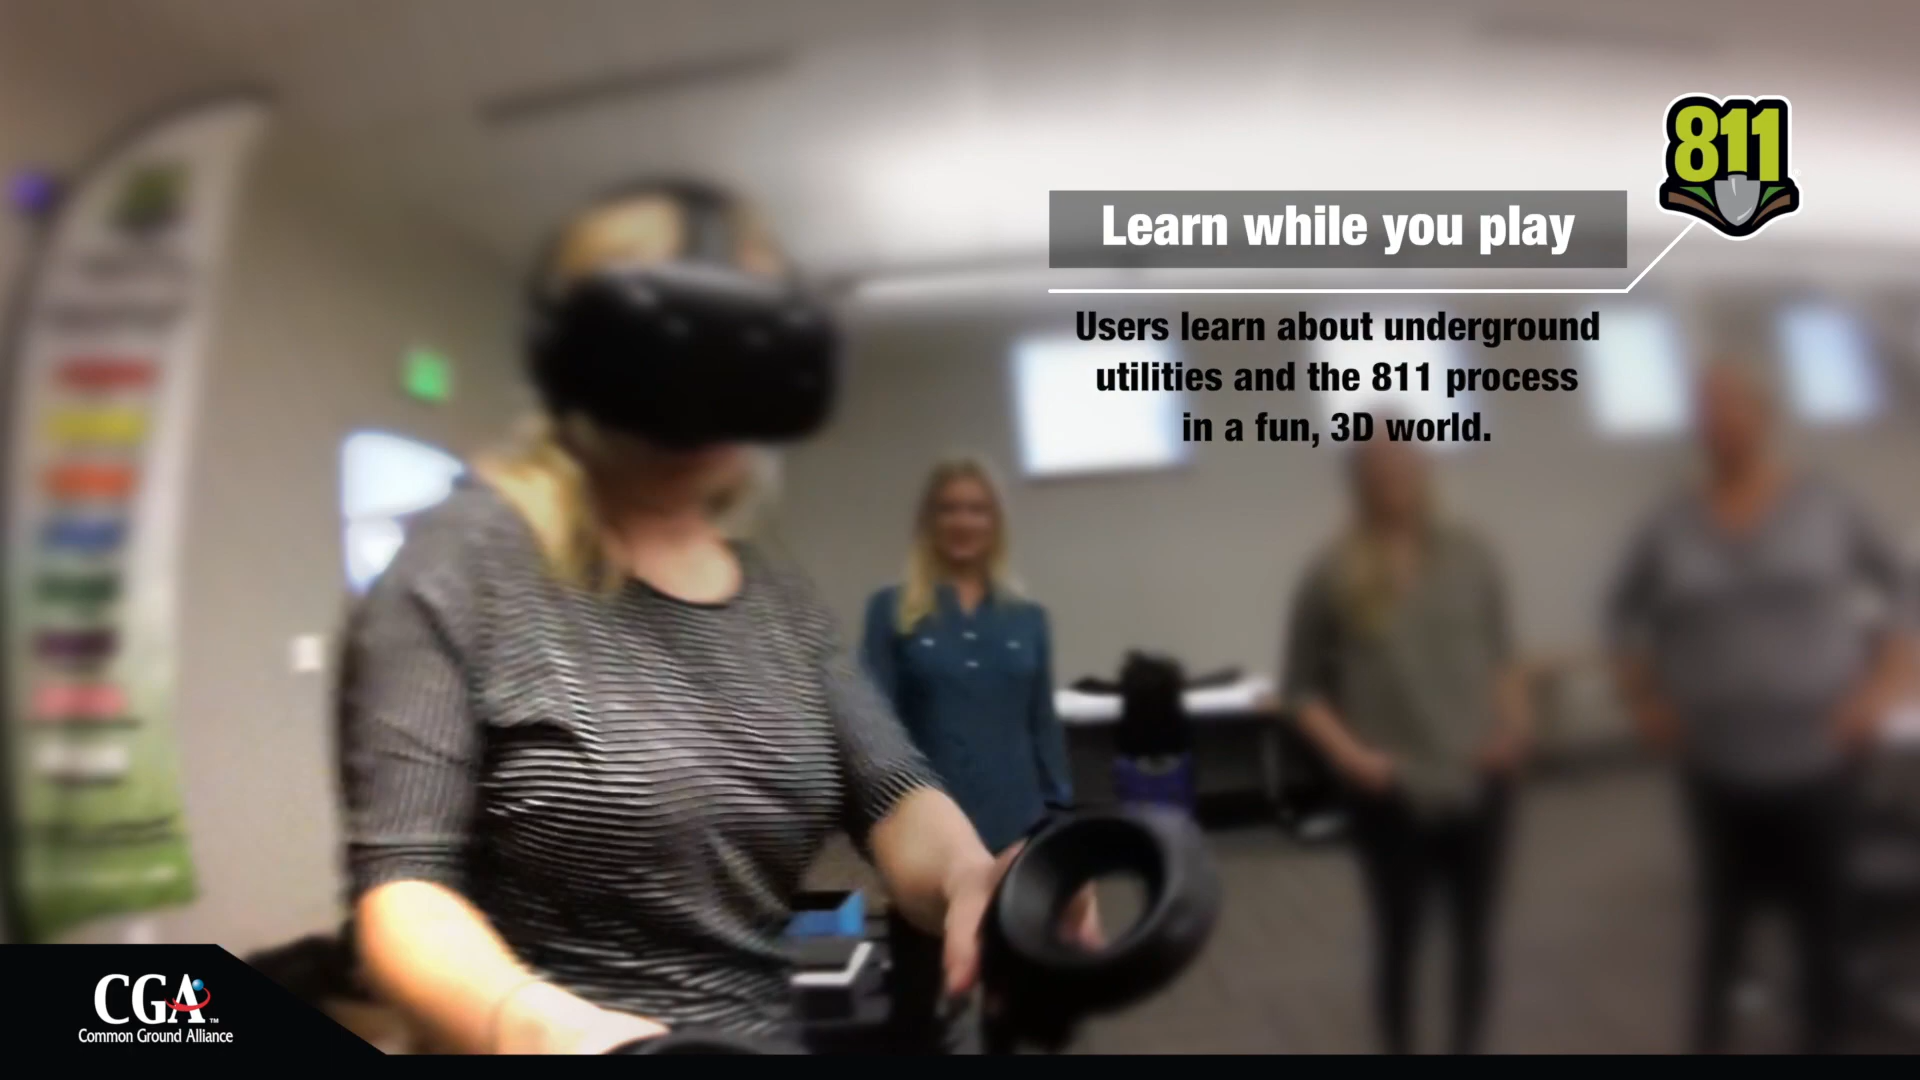 811
Learn while you play
Users learn about underground
utilities and the 811 process
in a fun, 3D world.
CGA™
Common Ground Alliance